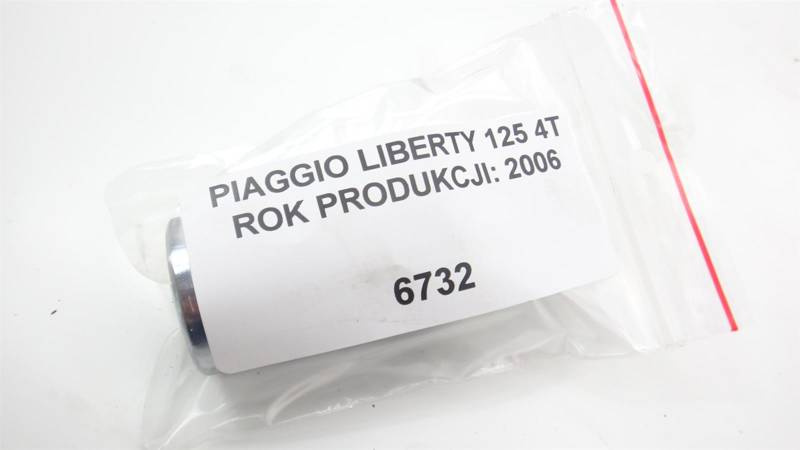 PIAGGIO LIBERTY 125 4T
ROK PRODUKCJI: 2006
6732